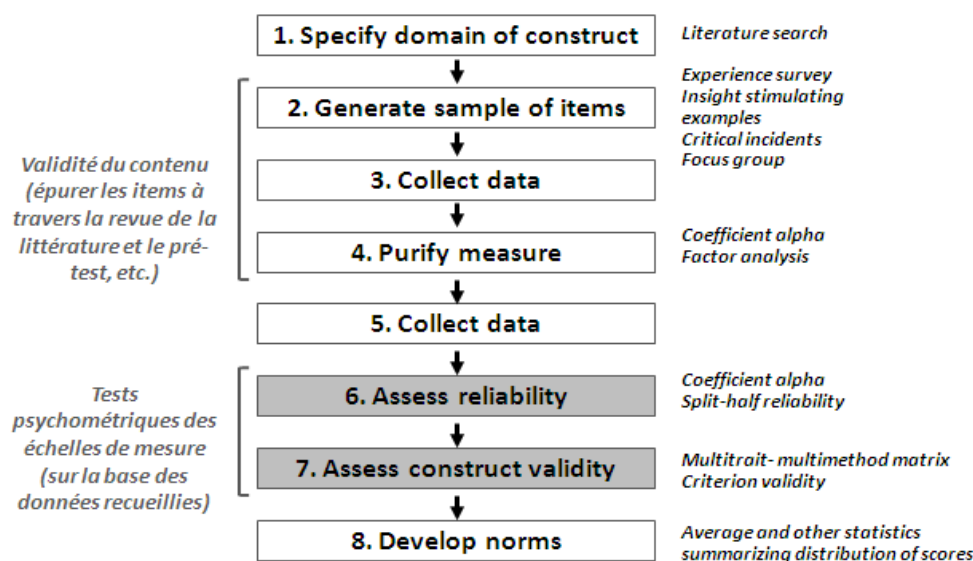 1. Specify domain of construct
Literature search
2. Generate sample of items
Experience survey
Insight stimulating
examples
Critical incidents
Focus group
Validité du contenu
(épurer les items à
travers la revue de la
littérature et le pré-
test, etc.)
3. Collect data
4. Purify measure
Coefficient alpha
Factor analysis
5. Collect data
Tests
psychométriques des
échelles de mesure
(sur la base des
données recueillies)
6. Assess reliability
Coefficient alpha
Split-half reliability
7. Assess construct validity
Multitrait- multimethod matrix
Criterion validity
8. Develop norms
Average and other statistics
summarizing distribution of scores